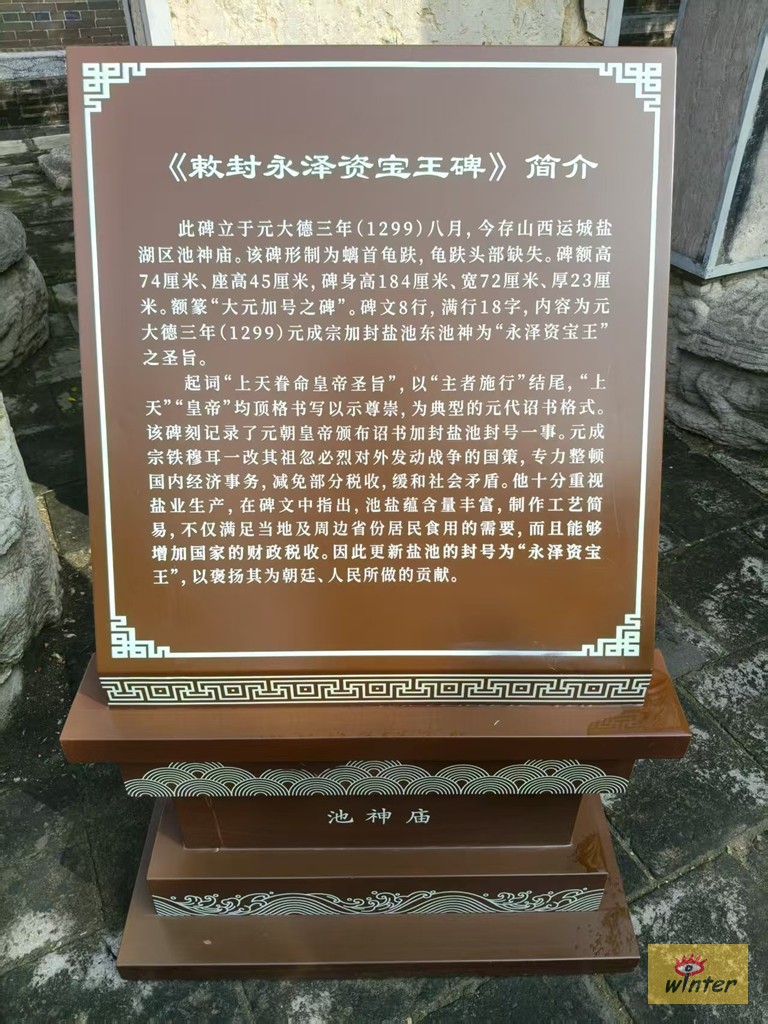 《敕封永泽资宝王碑》简介
此碑立于元大德三年(1299)八月,今存山西运城盐
湖区池神庙。该碑形制为螭首龟趺,龟趺头部缺失。碑额高
74厘米、座高45厘米,碑身高184厘米、宽72厘米、厚23厘
米。额篆“大元加号之碑”。碑文8行,满行18字,内容为元
大德三年(1299)元成宗加封盐池东池神为“永泽资宝王”
之圣旨。
起词“上天眷命皇帝圣旨”,以“主者施行”结尾,“上
天”“皇帝”均顶格书写以示尊崇,为典型的元代诏书格式。
该碑刻记录了元朝皇帝颁布诏书加封盐池封号一事。元成
宗铁穆耳一改其祖忽必烈对外发动战争的国策,专力整顿
国内经济事务,减免部分税收,缓和社会矛盾。他十分重视
盐业生产,在碑文中指出,池盐蕴含量丰富,制作工艺简
易,不仅满足当地及周边省份居民食用的需要,而且能够
增加国家的财政税收。因此更新盐池的封号为“永泽资宝
王”,以褒扬其为朝廷、人民所做的贡献。
池神庙
winter